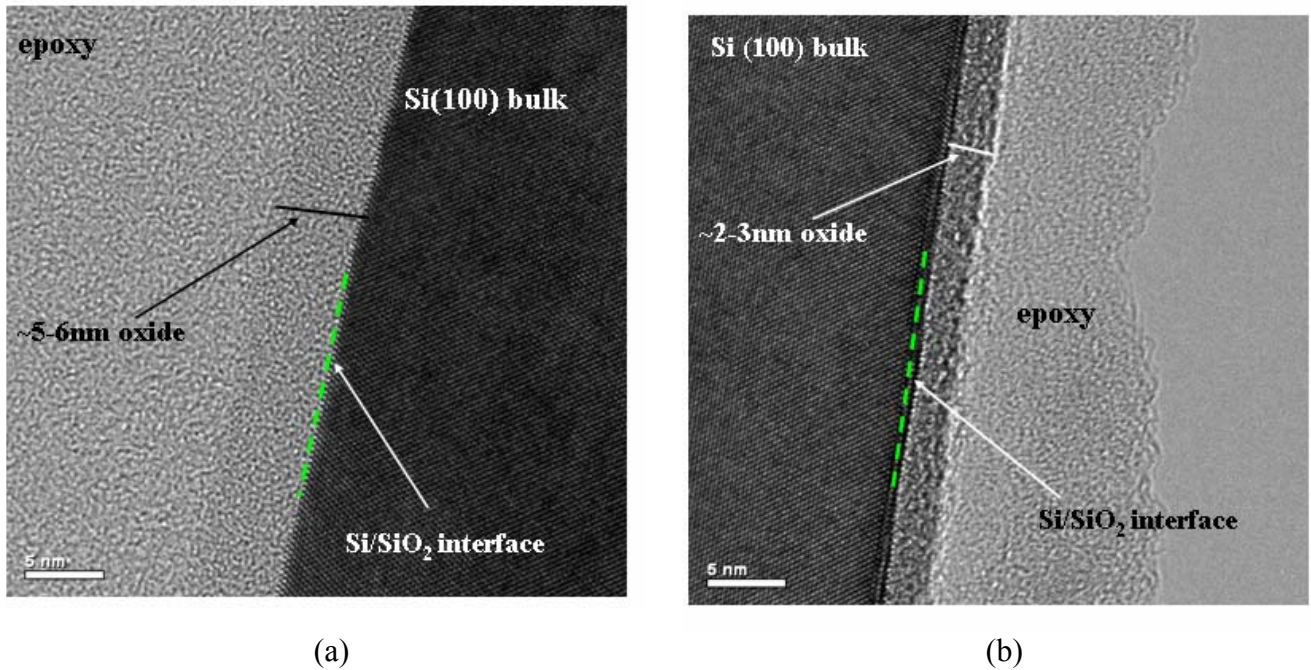 epoxy
Si(100) bulk
~5-6nm oxide
Si/SiO₂ interface
5 nm
(a)
Si (100) bulk
~2-3nm oxide
epoxy
Si/SiO₂ interface
5 nm
(b)